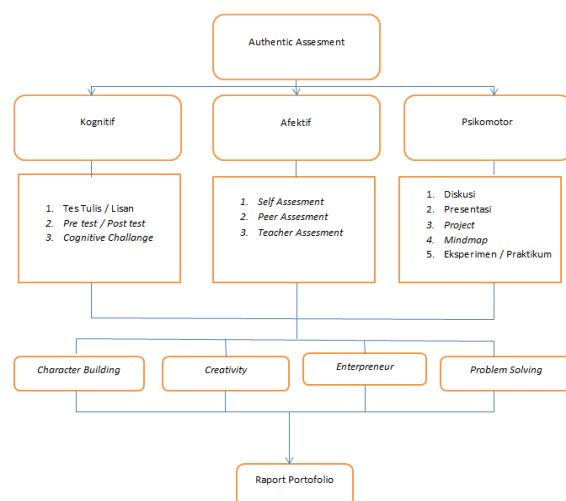 Authentic Assesment
Kognitif
Afektif
Psikomotor
1. Tes Tulis / Lisan
2. Pre test / Post test
3. Cognitive Challange
1. Self Assesment
2. Peer Assesment
3. Teacher Assesment
1. Diskusi
2. Presentasi
3. Project
4. Mindmap
5. Eksperimen / Praktikum
Character Building
Creativity
Enterpreneur
Problem Solving
Raport Portofolio